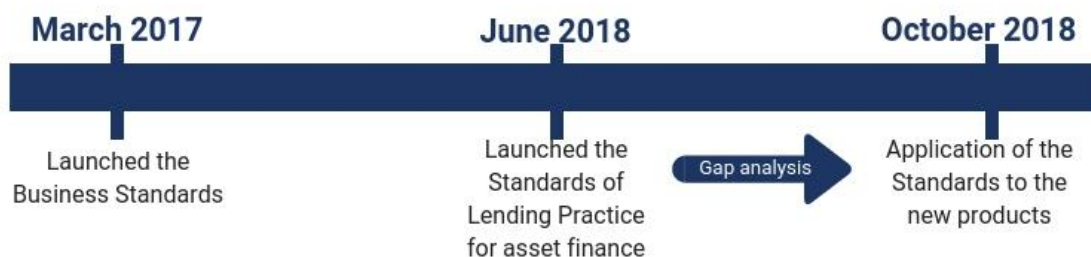 March 2017
June 2018
October 2018
Launched the
Business Standards
Launched the
Standards of
Lending Practice
for asset finance
Gap analysis
Application of the
Standards to the
new products